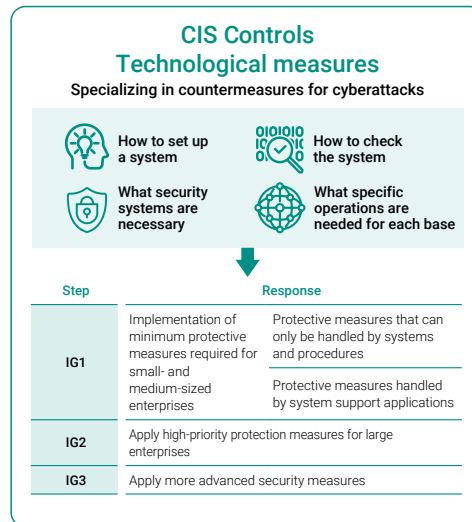 CIS Controls
Technological measures
Specializing in countermeasures for cyberattacks
How to set up
a system
How to check
the system
What security
systems are
necessary
What specific
operations are
needed for each base
Step
Response
IG1
Implementation of
minimum protective
measures required for
small- and
medium-sized
enterprises
Protective measures that can
only be handled by systems
and procedures
Protective measures handled
by system support applications
IG2
Apply high-priority protection measures for large
enterprises
IG3
Apply more advanced security measures